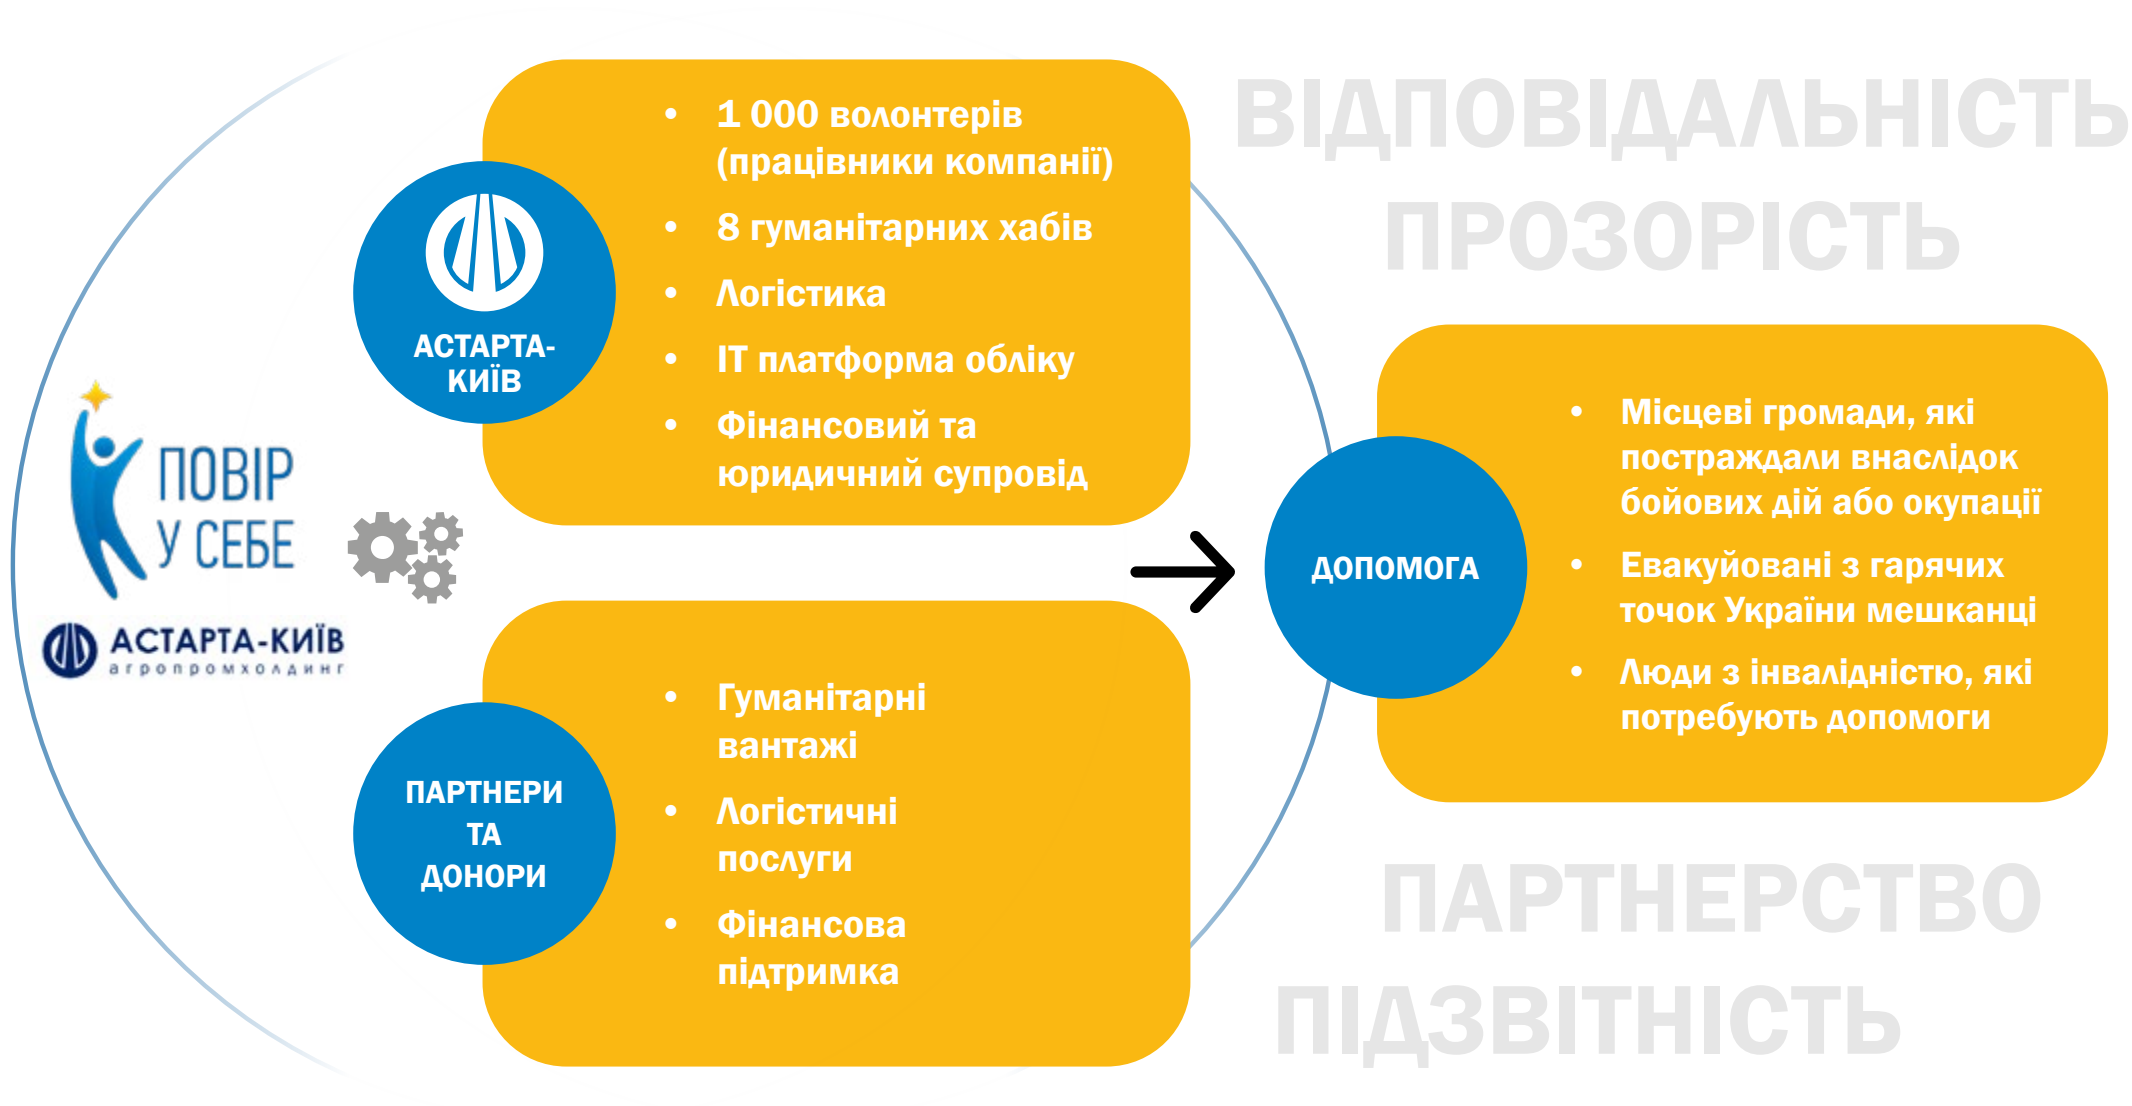 ПОВІР
У СЕБЕ
АСТАРТА-КИЇВ
агропромхолдинг
АСТАРТА-
КИЇВ
• 1 000 волонтерів
(працівники компанії)
• 8 гуманітарних хабів
• Логістика
• ІТ платформа обліку
• Фінансовий та
юридичний супровід
ПАРТНЕРИ
ТА
ДОНОРИ
• Гуманітарні
вантажі
• Логістичні
послуги
• Фінансова
підтримка
ВІДПОВІДАЛЬНІСТЬ
ПРОЗОРІСТЬ
ДОПОМОГА
• Місцеві громади, які
постраждали внаслідок
бойових дій або окупації
• Евакуйовані з гарячих
точок України мешканці
• Люди з інвалідністю, які
потребують допомоги
ПАРТНЕРСТВО
ПІДЗВІТНІСТЬ